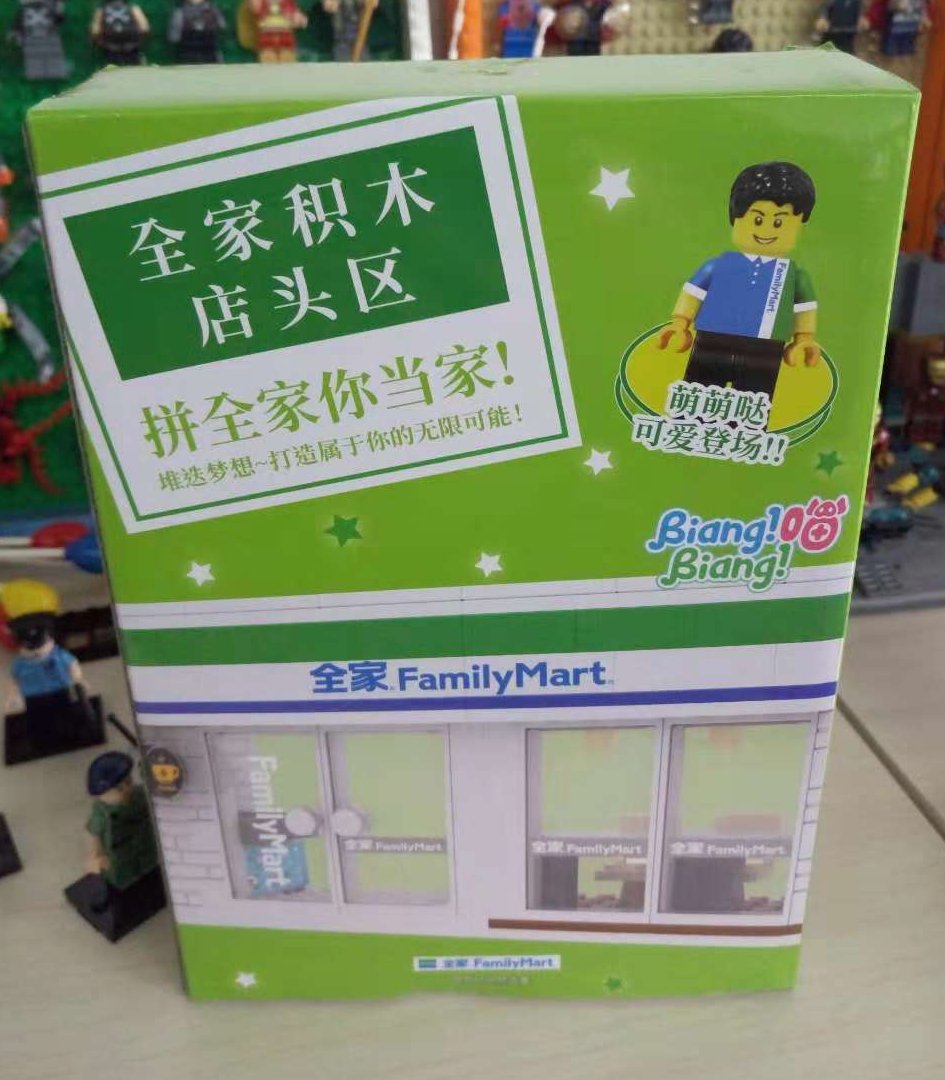 全家积木
店头区
拼全家你当家!
堆迭梦想~打造属于你的无限可能!
FamilyMart
萌萌哒
可爱登场!!
Biang!喵
Biang!
全家 FamilyMart
FamilyMart
全家 FamilyMart
全家 FamilyMart
全家 FamilyMart
全家 FamilyMart